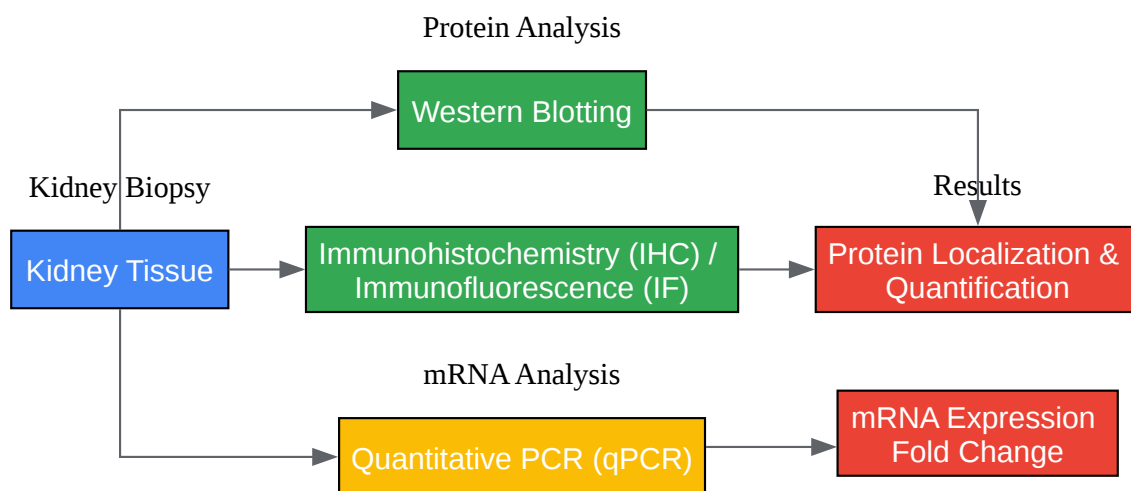 Protein Analysis
Western Blotting
Kidney Biopsy
Results
Kidney Tissue
Immunohistochemistry (IHC) /
Immunofluorescence (IF)
Protein Localization &
Quantification
mRNA Analysis
Quantitative PCR (qPCR)
mRNA Expression
Fold Change